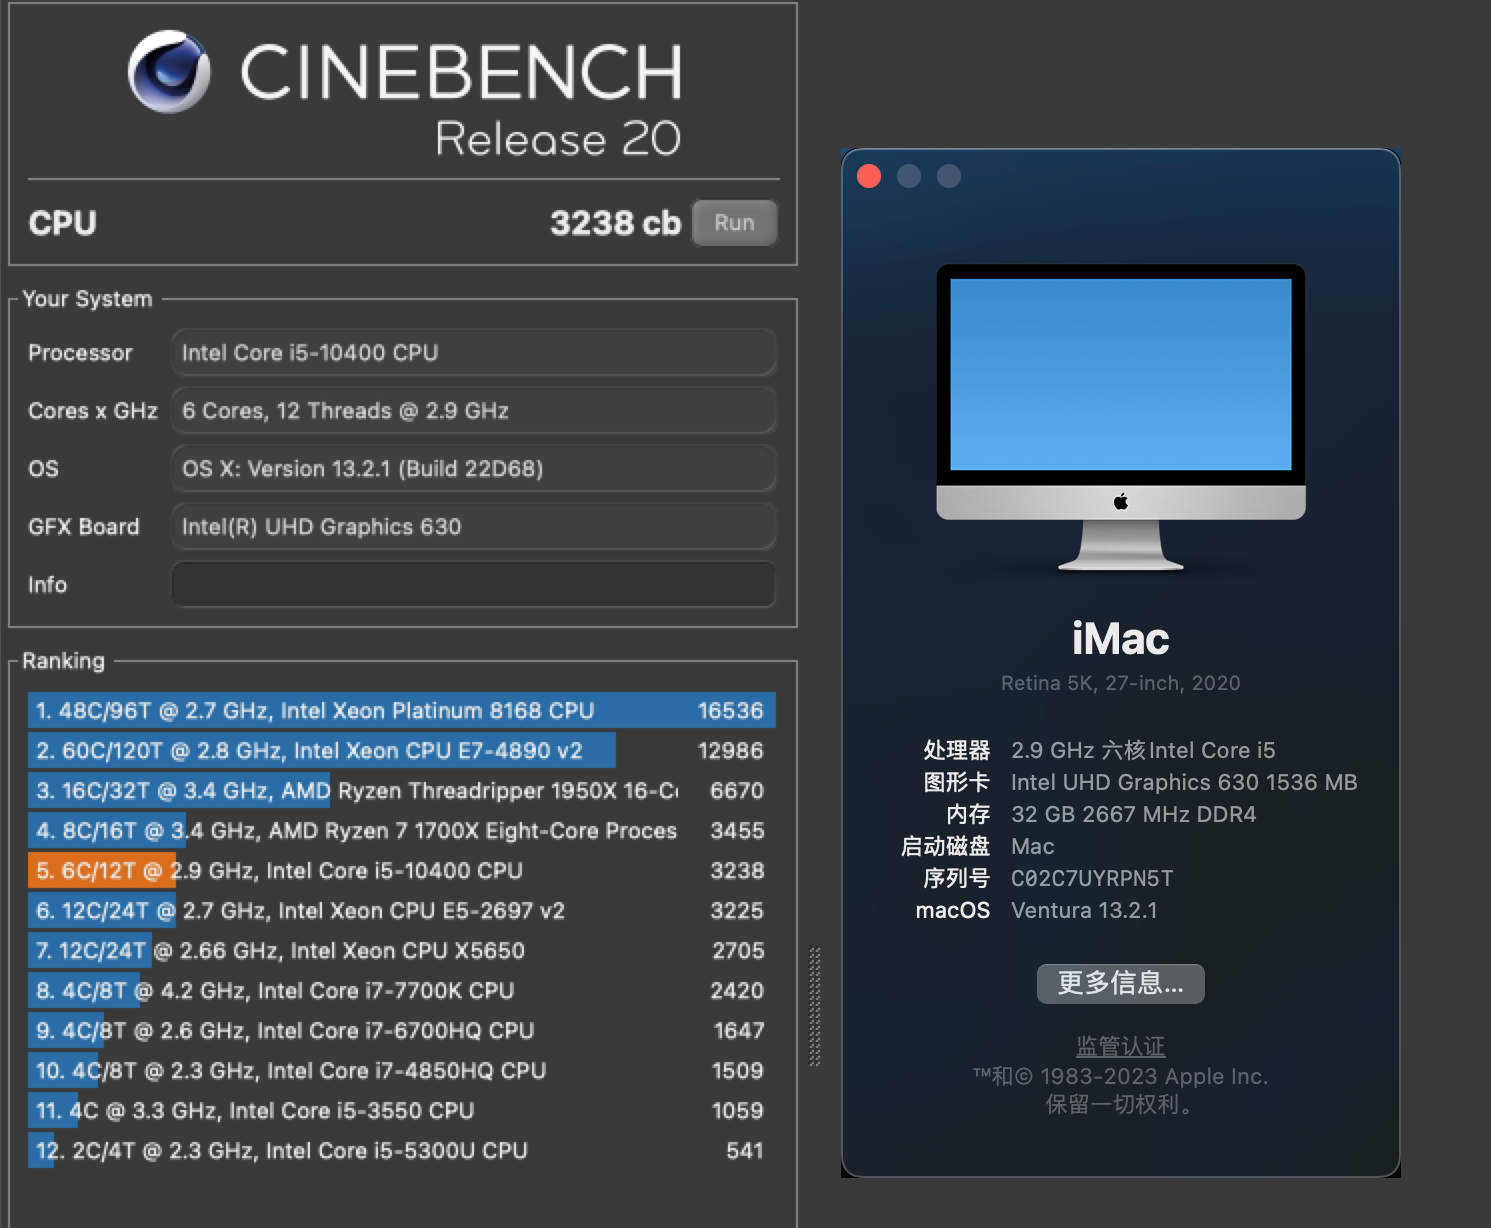 CINEBENCH
Release 20
CPU 3238 cb Run
Your System
Processor Intel Core i5-10400 CPU
Cores x GHz 6 Cores, 12 Threads @ 2.9 GHz
OS OS X: Version 13.2.1 (Build 22D68)
GFX Board Intel(R) UHD Graphics 630
Info
Ranking
1. 48C/96T @ 2.7 GHz, Intel Xeon Platinum 8168 CPU 16536
2. 60C/120T @ 2.8 GHz, Intel Xeon CPU E7-4890 v2 12986
3. 16C/32T @ 3.4 GHz, AMD Ryzen Threadripper 1950X 16-Co 6670
4. 8C/16T @ 3.4 GHz, AMD Ryzen 7 1700X Eight-Core Proces 3455
5. 6C/12T @ 2.9 GHz, Intel Core i5-10400 CPU 3238
6. 12C/24T @ 2.7 GHz, Intel Xeon CPU E5-2697 v2 3225
7. 12C/24T @ 2.66 GHz, Intel Xeon CPU X5650 2705
8. 4C/8T @ 4.2 GHz, Intel Core i7-7700K CPU 2420
9. 4C/8T @ 2.6 GHz, Intel Core i7-6700HQ CPU 1647
10. 4C/8T @ 2.3 GHz, Intel Core i7-4850HQ CPU 1509
11. 4C @ 3.3 GHz, Intel Core i5-3550 CPU 1059
12. 2C/4T @ 2.3 GHz, Intel Core i5-5300U CPU 541
iMac
Retina 5K, 27-inch, 2020
处理器 2.9 GHz 六核Intel Core i5
图形卡 Intel UHD Graphics 630 1536 MB
内存 32 GB 2667 MHz DDR4
启动磁盘 Mac
序列号 C02C7UYRPN5T
macOS Ventura 13.2.1
更多信息...
监管认证
™和© 1983-2023 Apple Inc.
保留一切权利。